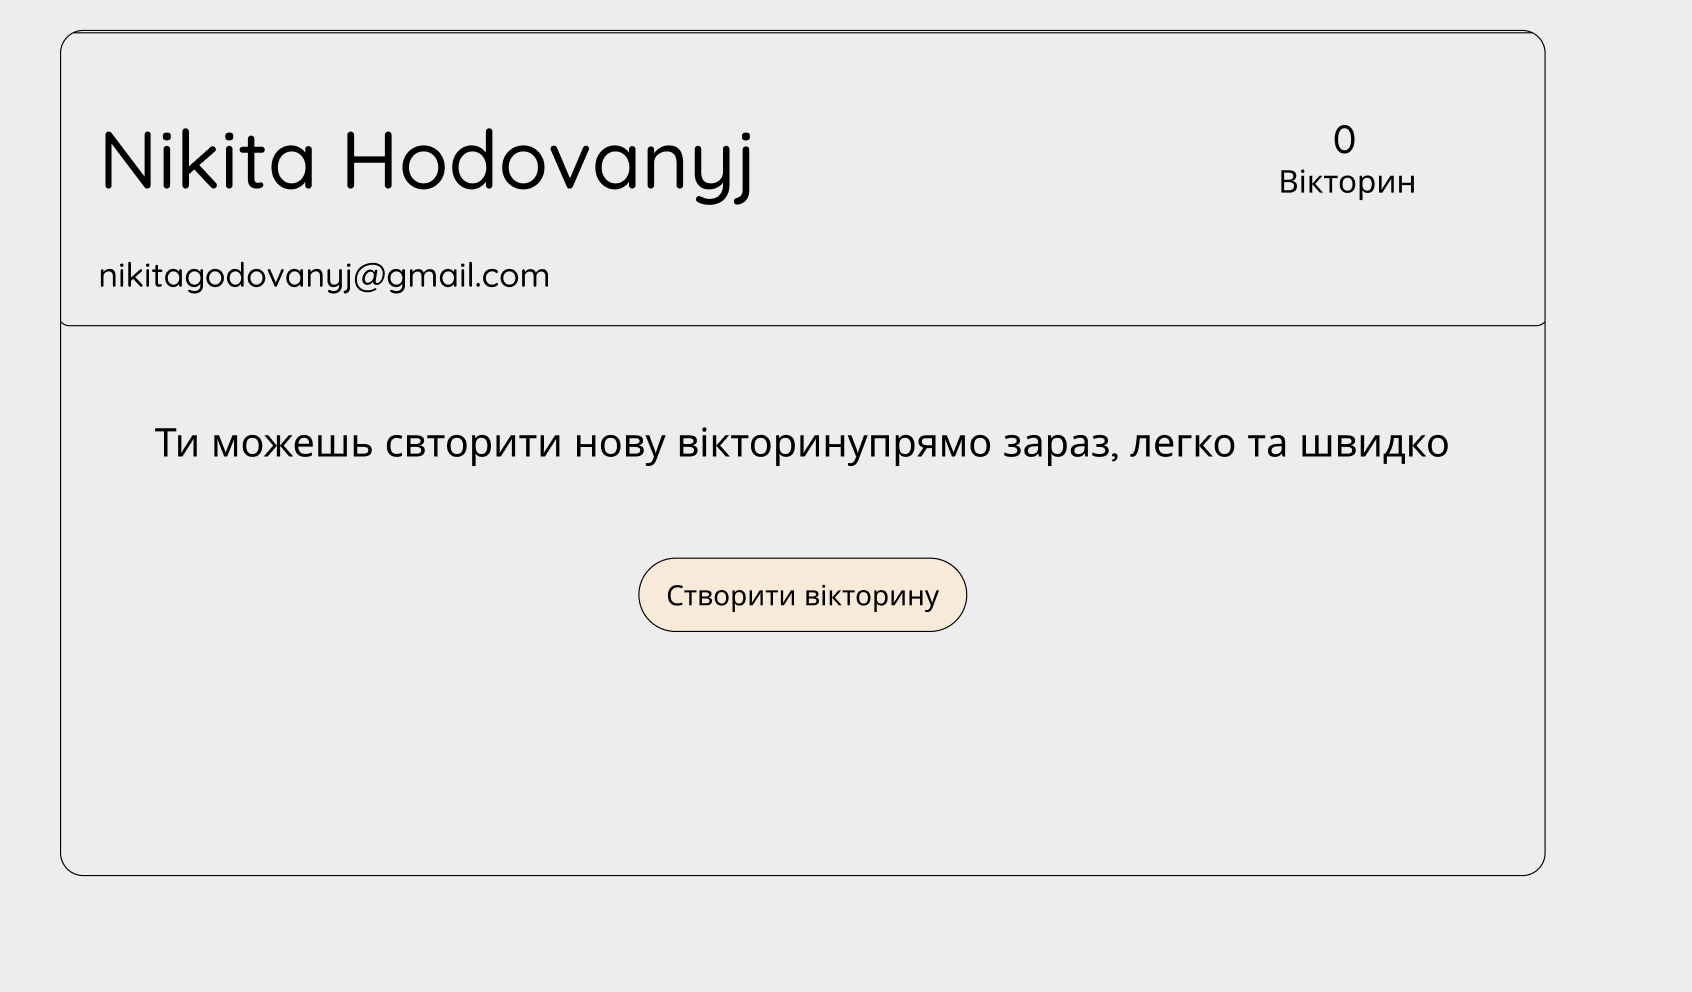 Nikita Hodovanyj
0
Вікторин
nikitagodovanyj@gmail.com
Ти можешь свторити нову вікторинупрямо зараз, легко та швидко
Створити вікторину